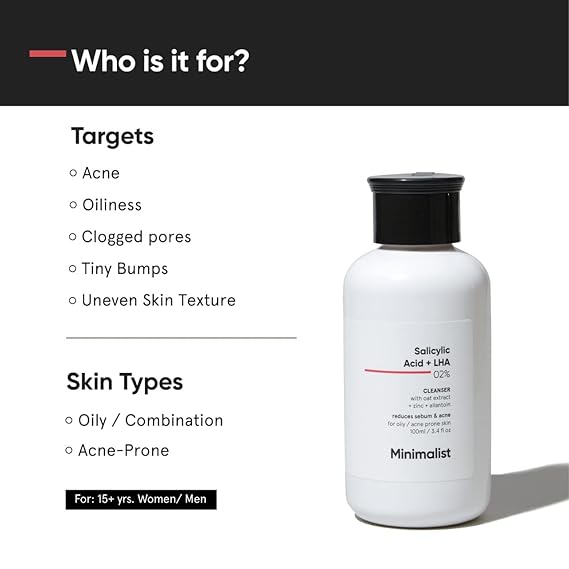 Who is it for?
Targets
Acne
Oiliness
Clogged pores
Tiny Bumps
Uneven Skin Texture
Skin Types
Oily / Combination
Acne-Prone
For: 15+ yrs. Women/ Men
Salicylic
Acid + LHA
02%
CLEANSER
with oat extract
+ zinc + allantoin
reduces sebum & acne
for oily / acne prone skin
100ml / 3.4 fl oz
Minimalist